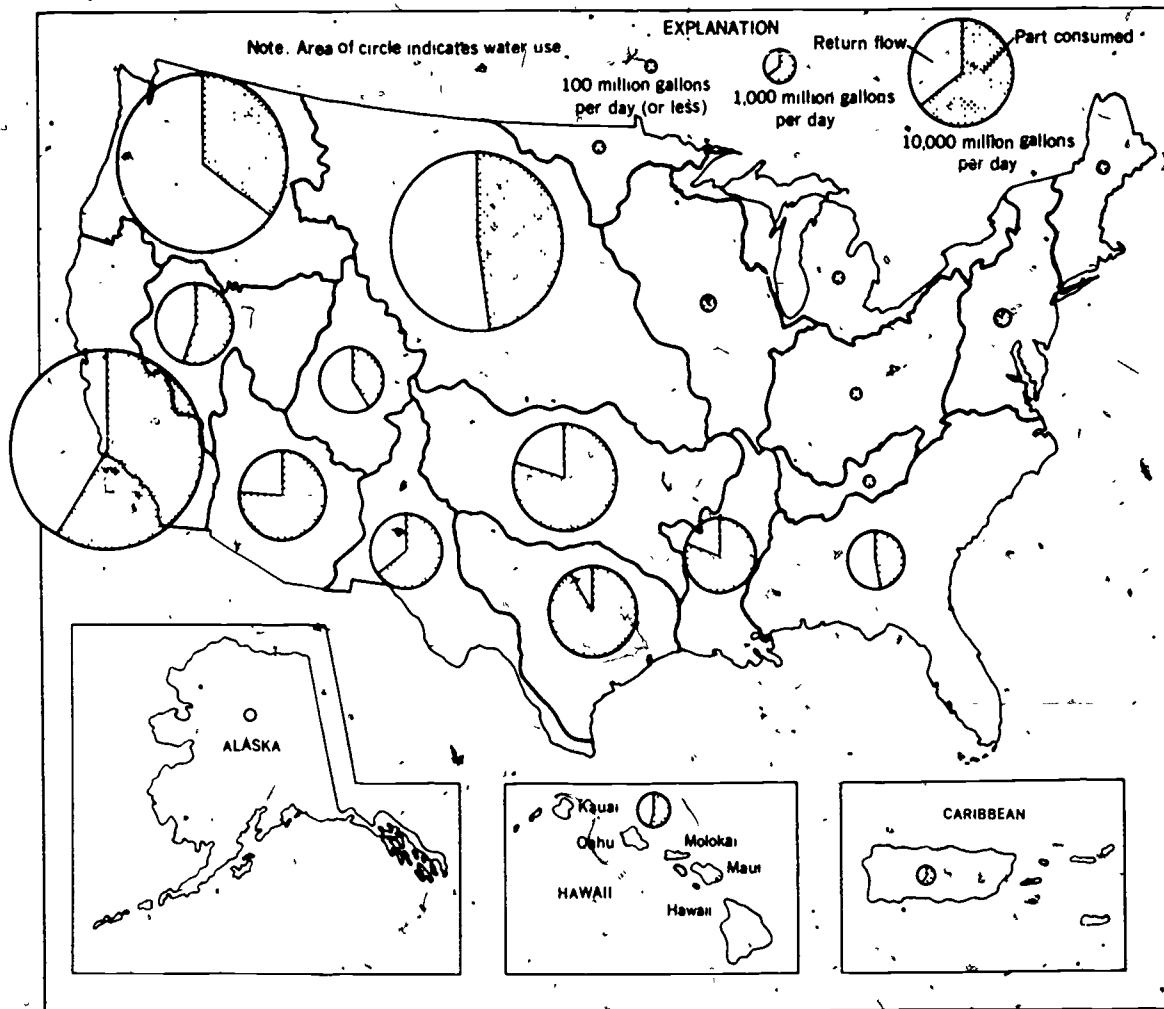 EXPLANATION
Note. Area of circle indicates water use
Return flow
Part consumed
100 million gallons
per day (or less)
1,000 million gallons
per day
10,000 million gallons
per day
ALASKA
Kauai
Oahu
Molokai
Maui
HAWAII
Hawaii
CARIBBEAN